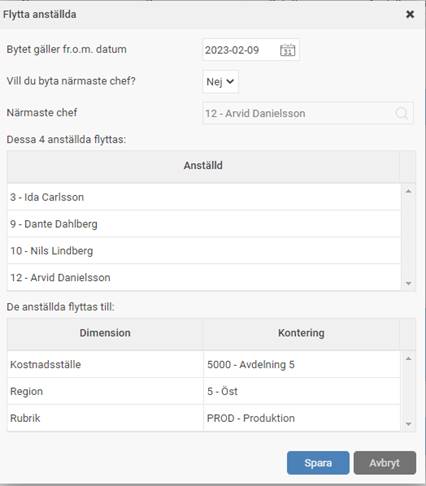 Flytta anställda
Bytet gäller fr.o.m. datum 2023-02-09 31
Vill du byta närmaste chef? Nej
Närmaste chef 12 - Arvid Danielsson
Dessa 4 anställda flyttas:
Anställd
3 - Ida Carlsson
9 - Dante Dahlberg
10 - Nils Lindberg
12 - Arvid Danielsson
De anställda flyttas till:
Dimension Kontering
Kostnadsställe 5000 - Avdelning 5
Region 5 - Öst
Rubrik PROD - Produktion
Spara Avbryt